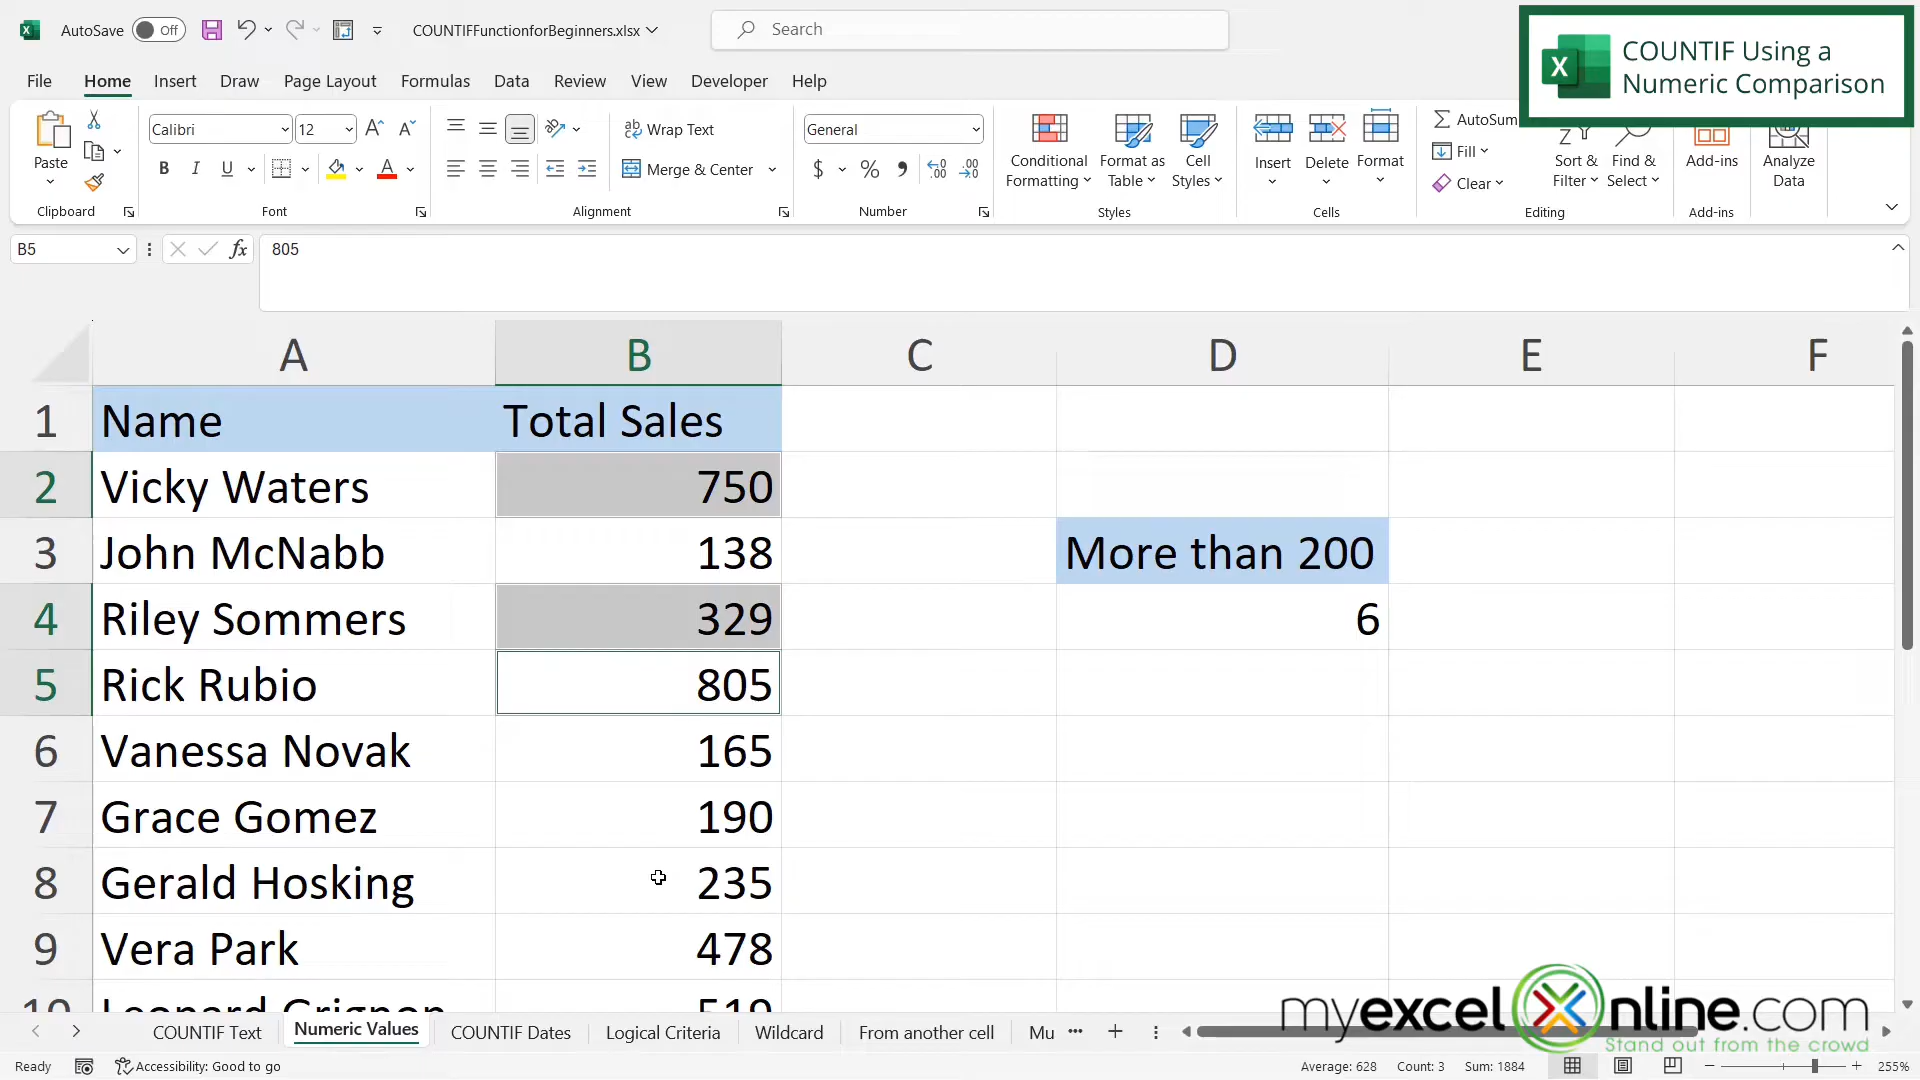 AutoSave Off COUNTIFFunctionforBeginners.xlsx Search
COUNTIF Using a
Numeric Comparison
File Home Insert Draw Page Layout Formulas Data Review View Developer Help
Paste
Clipboard
Calibri 12
B I U
Font
ab Wrap Text
Merge & Center
Alignment
General
$ % 9 .00
Number
Conditional
Formatting
Format as
Table
Cell
Styles
Styles
Insert
Delete
Format
Cells
AutoSum
Fill
Clear
Sort &
Filter
Find &
Select
Editing
Add-ins
Add-ins
Analyze
Data
B5 fx 805
A B C D E F
1 Name Total Sales
2 Vicky Waters 750
3 John McNabb 138 More than 200
4 Riley Sommers 329 6
5 Rick Rubio 805
6 Vanessa Novak 165
7 Grace Gomez 190
8 Gerald Hosking 235
9 Vera Park 478
10 Leonard Grignon 519
COUNTIF Text Numeric Values COUNTIF Dates Logical Criteria Wildcard From another cell Mu ...
myexcelOnline.com
Stand out from the crowd
Ready Accessibility: Good to go Average: 628 Count: 3 Sum: 1884 255%